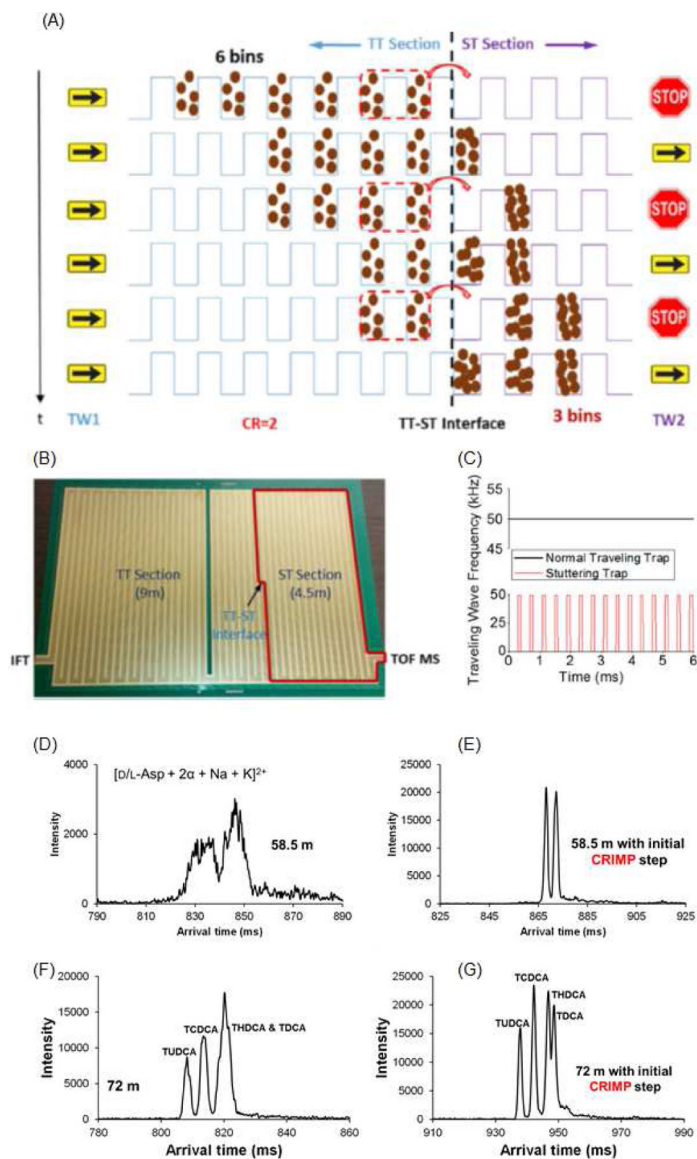 (A)
TT Section ST Section
6 bins
STOP
STOP
STOP
t
TW1 CR=2 TT-ST Interface 3 bins TW2
(B)
TT Section
(9m)
ST Section
(4.5m)
TT-ST
Interface
IFT
TOF MS
(C)
Traveling Wave Frequency (kHz)
55
50
45
Normal Traveling Trap
Stuttering Trap
50
25
0
0 1 2 3 4 5 6
Time (ms)
(D)
[D/L-Asp + 2α + Na + K]2+
58.5 m
Intensity
4000
2000
0
790 810 830 850 870 890
Arrival time (ms)
(E)
58.5 m with initial
CRIMP step
Intensity
25000
20000
15000
10000
5000
0
825 845 865 885 905 925
Arrival time (ms)
(F)
TUDCA
TCDCA
THDCA & TDCA
72 m
Intensity
20000
15000
10000
5000
0
780 800 820 840 860
Arrival time (ms)
(G)
TCDCA
THDCA
TUDCA
TDCA
72 m with initial
CRIMP step
Intensity
25000
20000
15000
10000
5000
0
910 930 950 970 990
Arrival time (ms)